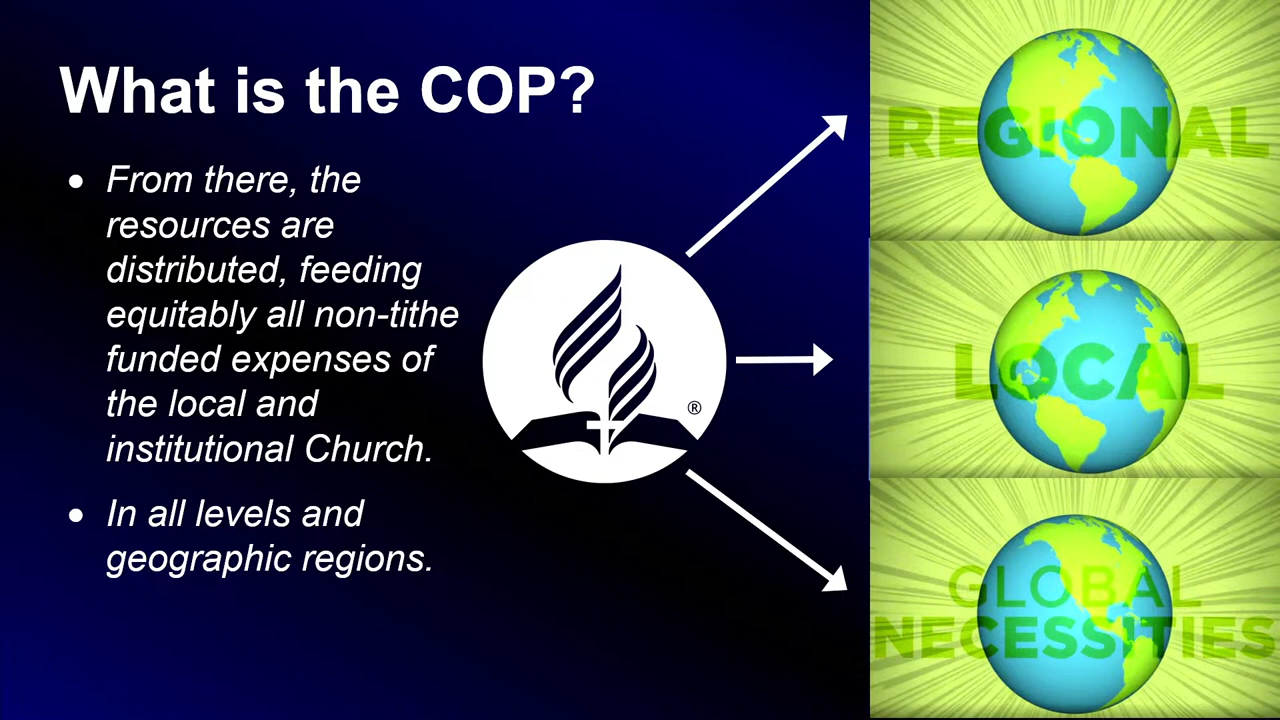 What is the COP?
• From there, the
resources are
distributed, feeding
equitably all non-tithe
funded expenses of
the local and
institutional Church.
• In all levels and
geographic regions.
®
REGIONAL
LOCAL
GLOBAL
NECESSITIES